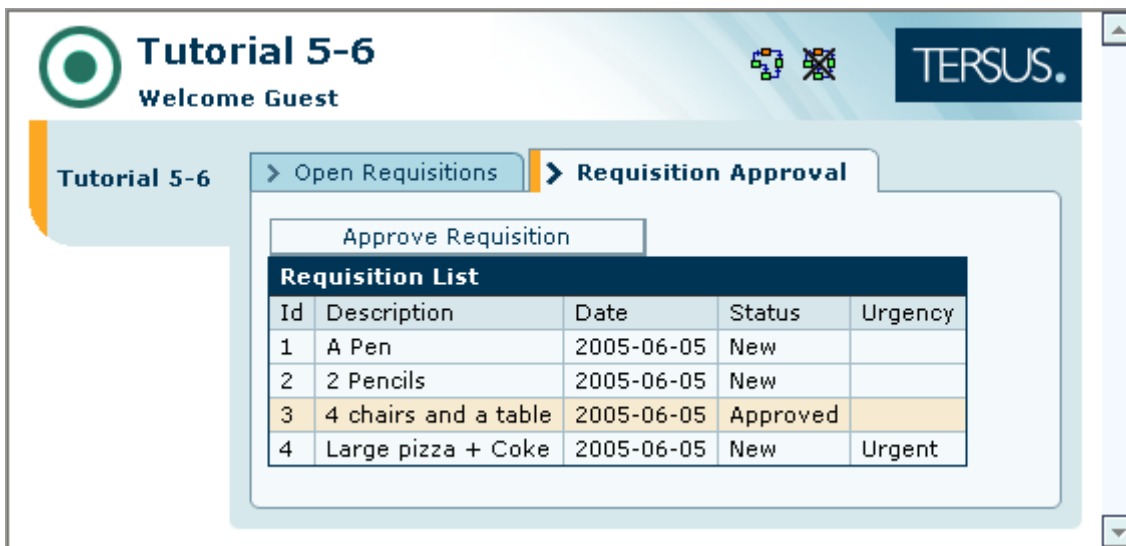 Tutorial 5-6
Welcome Guest
TERSUS.
Tutorial 5-6
Open Requisitions
Requisition Approval
Approve Requisition
Requisition List
Id Description Date Status Urgency
1 A Pen 2005-06-05 New
2 2 Pencils 2005-06-05 New
3 4 chairs and a table 2005-06-05 Approved
4 Large pizza + Coke 2005-06-05 New Urgent